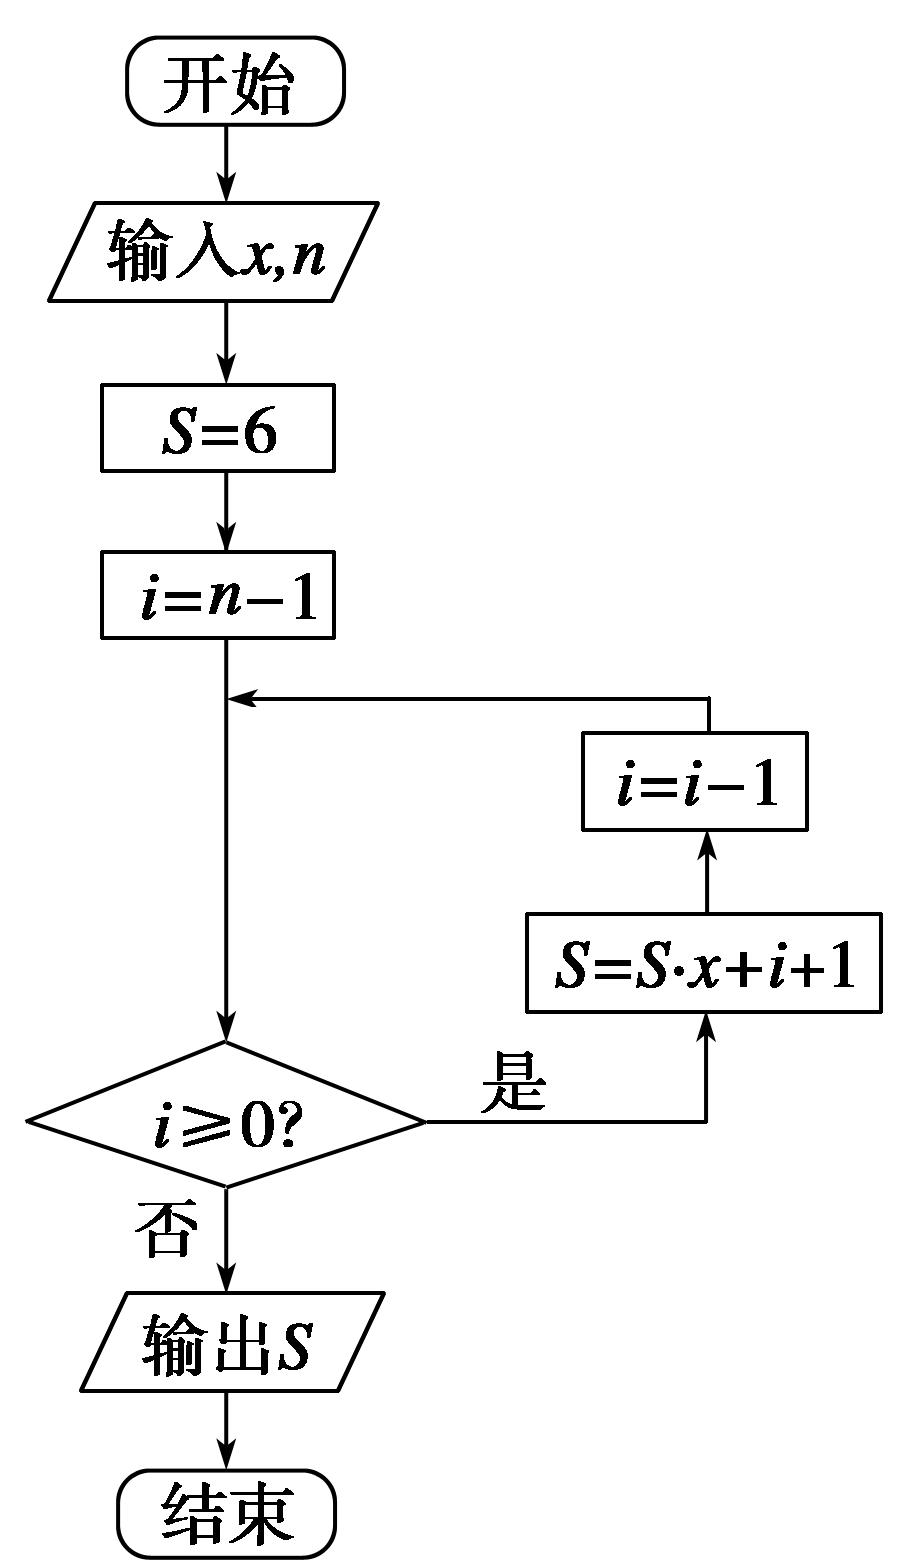 开始
输入x,n
S=6
i=n-1
i=i-1
S=S·x+i+1
i≥0?
是
否
输出S
结束